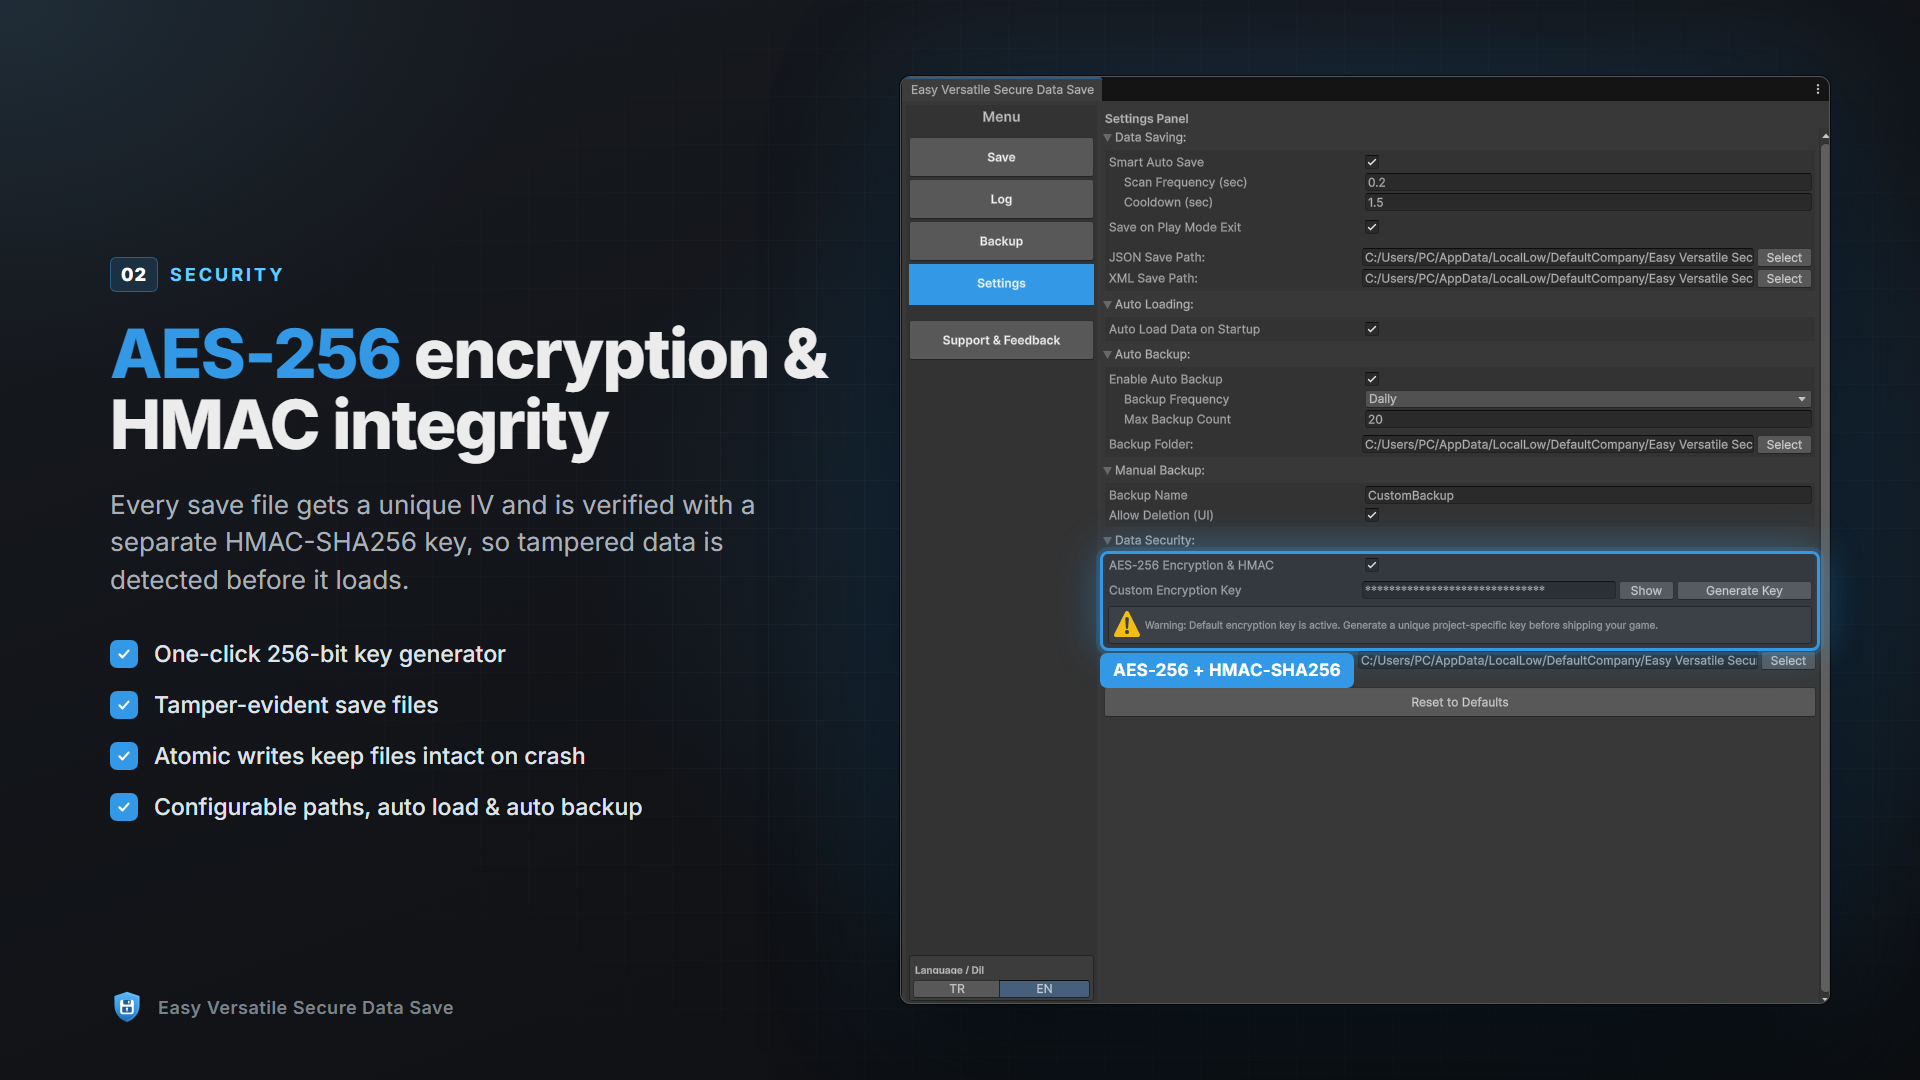 02 SECURITY
AES-256 encryption &
HMAC integrity
Every save file gets a unique IV and is verified with a
separate HMAC-SHA256 key, so tampered data is
detected before it loads.
One-click 256-bit key generator
Tamper-evident save files
Atomic writes keep files intact on crash
Configurable paths, auto load & auto backup
Easy Versatile Secure Data Save
Easy Versatile Secure Data Save
Menu
Save
Log
Backup
Settings
Support & Feedback
Language / Dil
TR EN
Settings Panel
Data Saving:
Smart Auto Save
Scan Frequency (sec) 0.2
Cooldown (sec) 1.5
Save on Play Mode Exit
JSON Save Path: C:/Users/PC/AppData/LocalLow/DefaultCompany/Easy Versatile Sec Select
XML Save Path: C:/Users/PC/AppData/LocalLow/DefaultCompany/Easy Versatile Sec Select
Auto Loading:
Auto Load Data on Startup
Auto Backup:
Enable Auto Backup
Backup Frequency Daily
Max Backup Count 20
Backup Folder: C:/Users/PC/AppData/LocalLow/DefaultCompany/Easy Versatile Sec Select
Manual Backup:
Backup Name CustomBackup
Allow Deletion (UI)
Data Security:
AES-256 Encryption & HMAC
Custom Encryption Key ****************************** Show Generate Key
Warning: Default encryption key is active. Generate a unique project-specific key before shipping your game.
AES-256 + HMAC-SHA256 C:/Users/PC/AppData/LocalLow/DefaultCompany/Easy Versatile Secu Select
Reset to Defaults